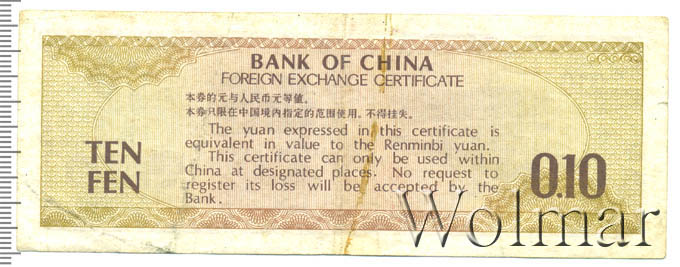 BANK OF CHINA
FOREIGN EXCHANGE CERTIFICATE
本券的元与人民币元等值。
本券只限在中国境内指定的范围使用。不得挂失。
The yuan expressed in this certificate is
equivalent in value to the Renminbi yuan.
This certificate can only be used within
China at designated places. No request to
register its loss will be accepted by the
Bank.
TEN
FEN
0.10
Wolmar